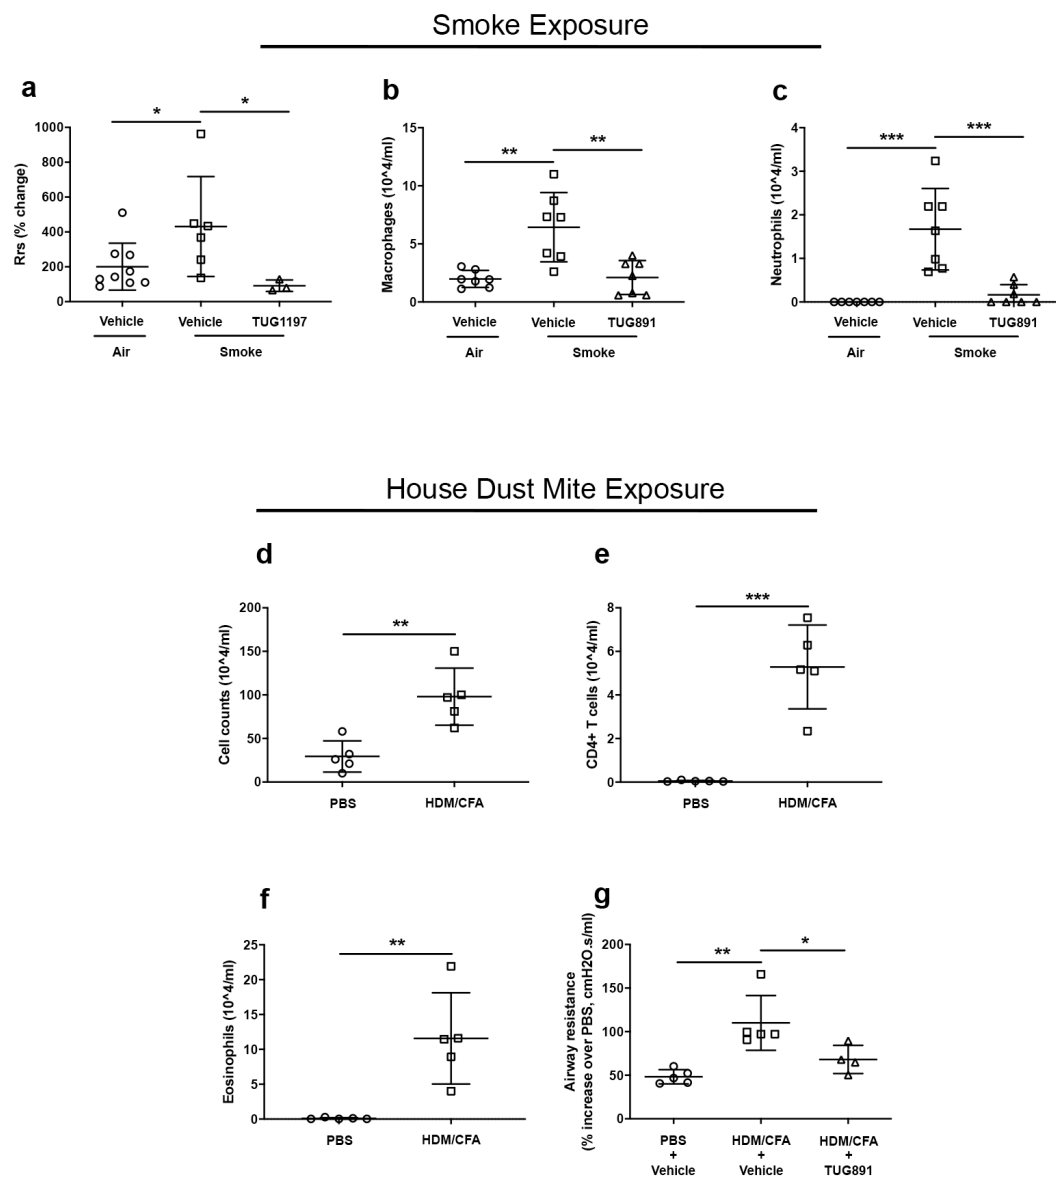 Smoke Exposure
a
b
c
*
*
1000
800
600
400
200
0
Rrs (% change)
Vehicle
Vehicle
TUG1197
Air
Smoke
**
**
15
10
5
0
Macrophages (10^4/ml)
Vehicle
Vehicle
TUG891
Air
Smoke
***
***
4
3
2
1
0
Neutrophils (10^4/ml)
Vehicle
Vehicle
TUG891
Air
Smoke
House Dust Mite Exposure
d
e
**
200
150
100
50
0
Cell counts (10^4/ml)
PBS
HDM/CFA
***
8
6
4
2
0
CD4+ T cells (10^4/ml)
PBS
HDM/CFA
f
g
**
25
20
15
10
5
0
Eosinophils (10^4/ml)
PBS
HDM/CFA
**
*
200
150
100
50
0
Airway resistance
(% increase over PBS, cmH2O.s/ml)
PBS
+
Vehicle
HDM/CFA
+
Vehicle
HDM/CFA
+
TUG891